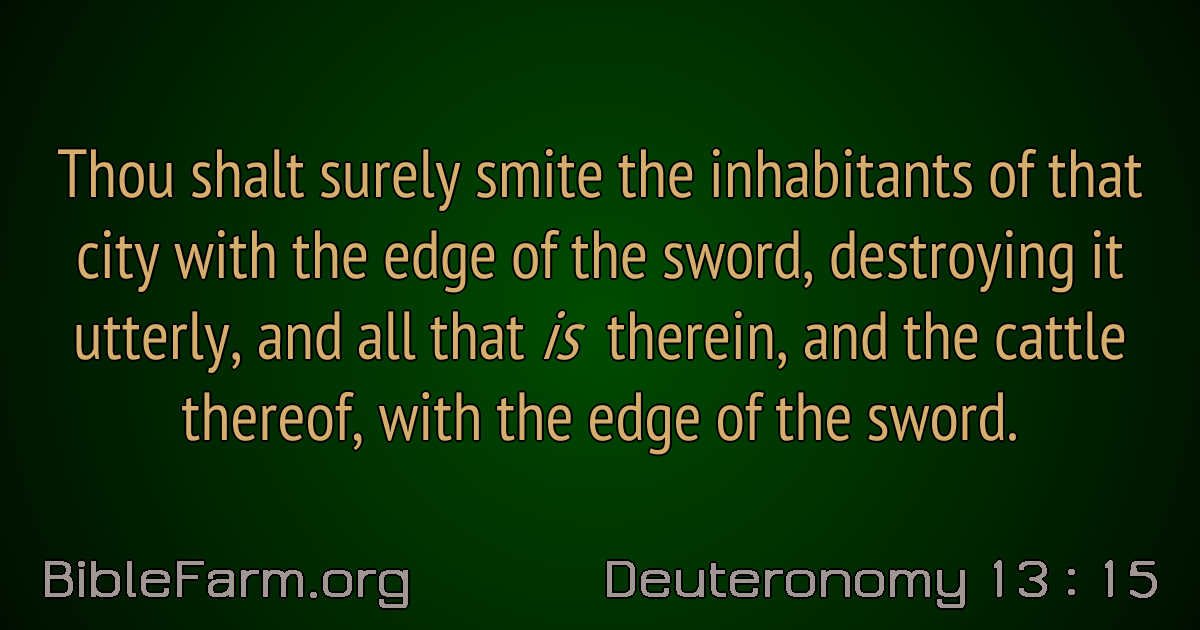 Thou shalt surely smite the inhabitants of that
city with the edge of the sword, destroying it
utterly, and all that is therein, and the cattle
thereof, with the edge of the sword.
BibleFarm.org Deuteronomy 13 : 15